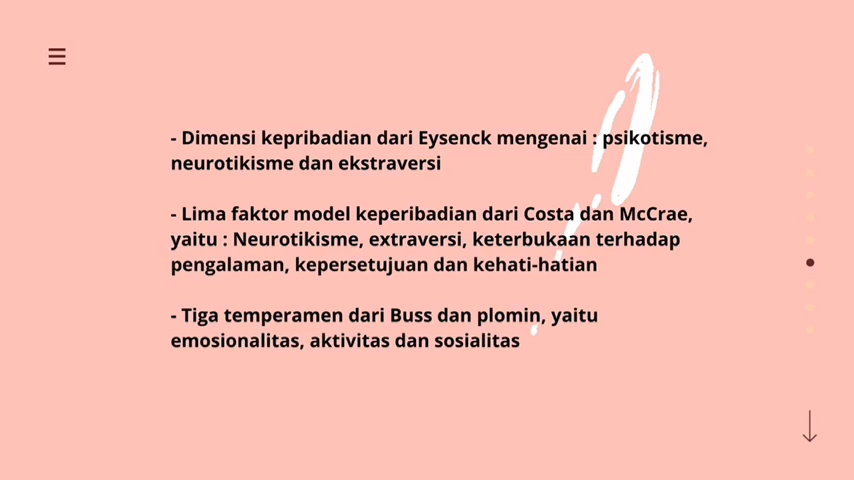 - Dimensi kepribadian dari Eysenck mengenai : psikotisme,
neurotikisme dan ekstraversi
- Lima faktor model keperibadian dari Costa dan McCrae,
yaitu : Neurotikisme, extraversi, keterbukaan terhadap
pengalaman, kepersetujuan dan kehati-hatian
- Tiga temperamen dari Buss dan plomin, yaitu
emosionalitas, aktivitas dan sosialitas